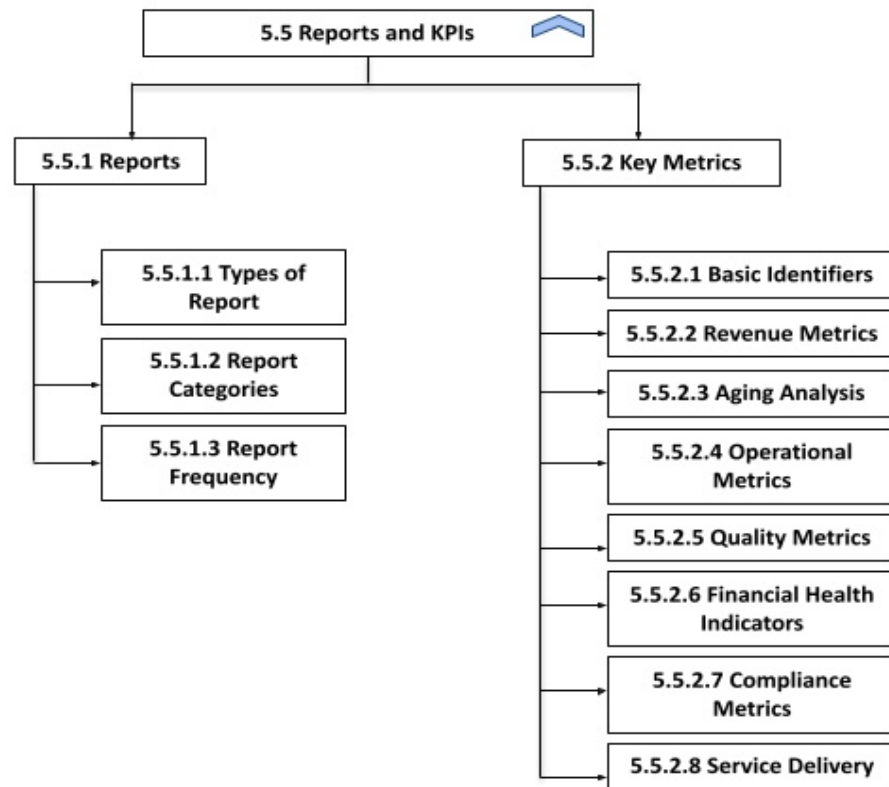 5.5 Reports and KPIs
5.5.1 Reports
5.5.1.1 Types of
Report
5.5.1.2 Report
Categories
5.5.1.3 Report
Frequency
5.5.2 Key Metrics
5.5.2.1 Basic Identifiers
5.5.2.2 Revenue Metrics
5.5.2.3 Aging Analysis
5.5.2.4 Operational
Metrics
5.5.2.5 Quality Metrics
5.5.2.6 Financial Health
Indicators
5.5.2.7 Compliance
Metrics
5.5.2.8 Service Delivery